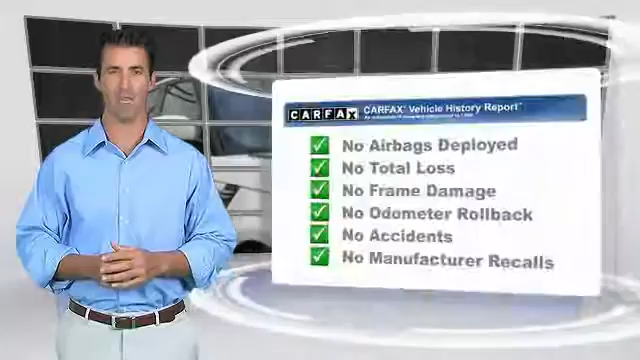 CARFAX CARFAX Vehicle History Report™
No Airbags Deployed
No Total Loss
No Frame Damage
No Odometer Rollback
No Accidents
No Manufacturer Recalls